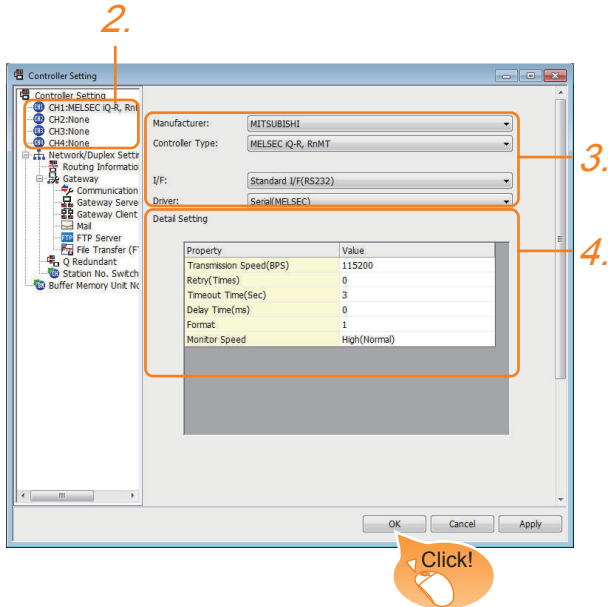 2.
Controller Setting
Controller Setting
CH1:MELSEC iQ-R, Rn
CH2:None
CH3:None
CH4:None
Network/Duplex Settir
Routing Informatio
Gateway
Communication
Gateway Serve
Gateway Client
Mail
FTP Server
File Transfer (F
Q Redundant
Station No. Switch
Buffer Memory Unit No
Manufacturer: MITSUBISHI
Controller Type: MELSEC iQ-R, RnMT
I/F: Standard I/F(RS232)
Driver: Serial(MELSEC)
3.
Detail Setting
4.
Property Value
Transmission Speed(BPS) 115200
Retry(Times) 0
Timeout Time(Sec) 3
Delay Time(ms) 0
Format 1
Monitor Speed High(Normal)
OK Cancel Apply
Click!